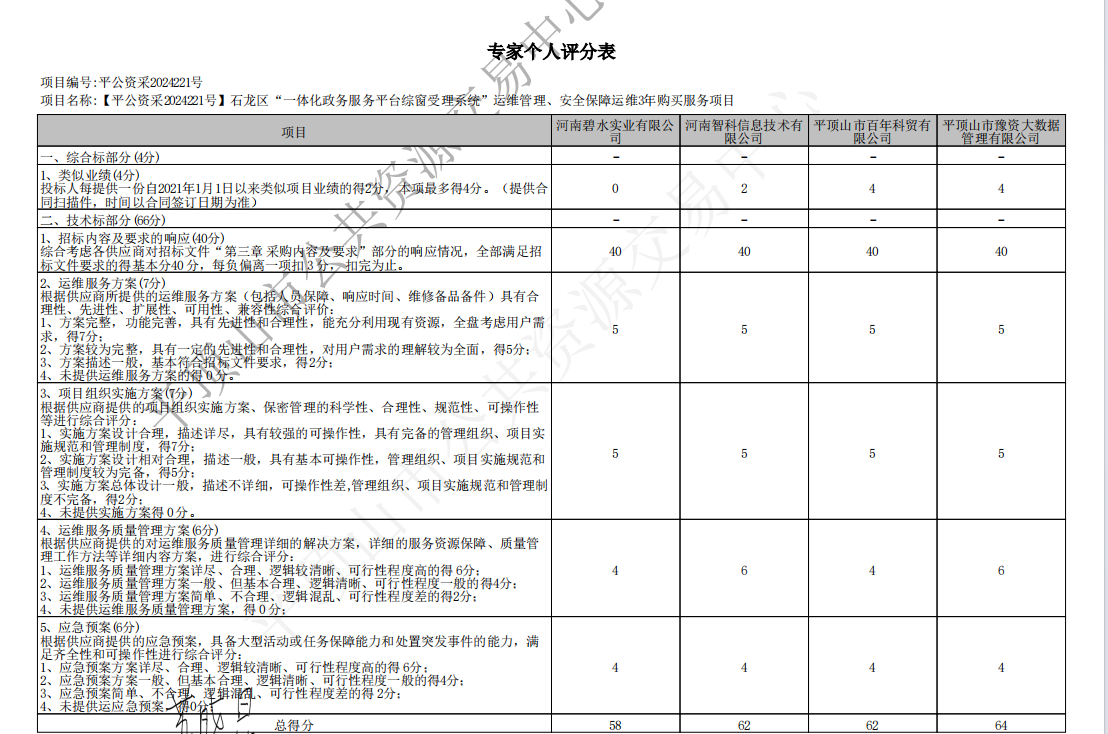 专家个人评分表
项目编号:平公资采2024221号
项目名称:【平公资采2024221号】石龙区“一体化政务服务平台综窗受理系统”运维管理、安全保障运维3年购买服务项目
项目 河南碧水实业有限公司 河南智科信息技术有限公司 平顶山市百年科贸有限公司 平顶山市豫资大数据管理有限公司
一、综合标部分(4分) - - - -
1、类似业绩(4分)
投标人每提供一份自2021年1月1日以来类似项目业绩的得2分，本项最多得4分。（提供合
同扫描件，时间以合同签订日期为准）
0 2 4 4
二、技术标部分(66分) - - - -
1、招标内容及要求的响应(40分)
综合考虑各供应商对招标文件“第三章 采购内容及要求”部分的响应情况，全部满足招
标文件要求的得基本分40 分，每负偏离一项扣 3 分，扣完为止。
40 40 40 40
2、运维服务方案(7分)
根据供应商所提供的运维服务方案（包括人员保障、响应时间、维修备品备件）具有合
理性、先进性、扩展性、可用性、兼容性综合评价:
1、方案完整，功能完善，具有先进性和合理性，能充分利用现有资源，全盘考虑用户需
求，得7分；
2、方案较为完整，具有一定的先进性和合理性，对用户需求的理解较为全面，得5分；
3、方案描述一般，基本符合招标文件要求，得2分；
4、未提供运维服务方案的得 0 分。
5 5 5 5
3、项目组织实施方案(7分)
根据供应商提供的项目组织实施方案、保密管理的科学性、合理性、规范性、可操作性
等进行综合评分:
1、实施方案设计合理，描述详尽，具有较强的可操作性，具有完备的管理组织、项目实
施规范和管理制度，得7分；
2、实施方案设计相对合理，描述一般，具有基本可操作性，管理组织、项目实施规范和
管理制度较为完备，得5分；
3、实施方案总体设计一般，描述不详细，可操作性差,管理组织、项目实施规范和管理制
度不完备，得2分；
4、未提供实施方案得 0 分。
5 5 5 5
4、运维服务质量管理方案(6分)
根据供应商提供的对运维服务质量管理详细的解决方案，详细的服务资源保障、质量管
理工作方法等详细内容方案，进行综合评分:
1、运维服务质量管理方案详尽、合理、逻辑较清晰、可行性程度高的得 6分；
2、运维服务质量管理方案一般、但基本合理、逻辑清晰、可行性程度一般的得4分；
3、运维服务质量管理方案简单、不合理、逻辑混乱、可行性程度差的得2分；
4、未提供运维服务质量管理方案，得 0 分；
4 6 4 6
5、应急预案(6分)
根据供应商提供的应急预案，具备大型活动或任务保障能力和处置突发事件的能力，满
足齐全性和可操作性进行综合评分:
1、应急预案方案详尽、合理、逻辑较清晰、可行性程度高的得 6分；
2、应急预案方案一般、但基本合理、逻辑清晰、可行性程度一般的得4分；
3、应急预案简单、不合理、逻辑混乱、可行性程度差的得 2分；
4、未提供运应急预案，得0分；
4 4 4 4
总得分 58 62 62 64
平顶山市公共资源交易中心
平顶山市公共资源交易中心